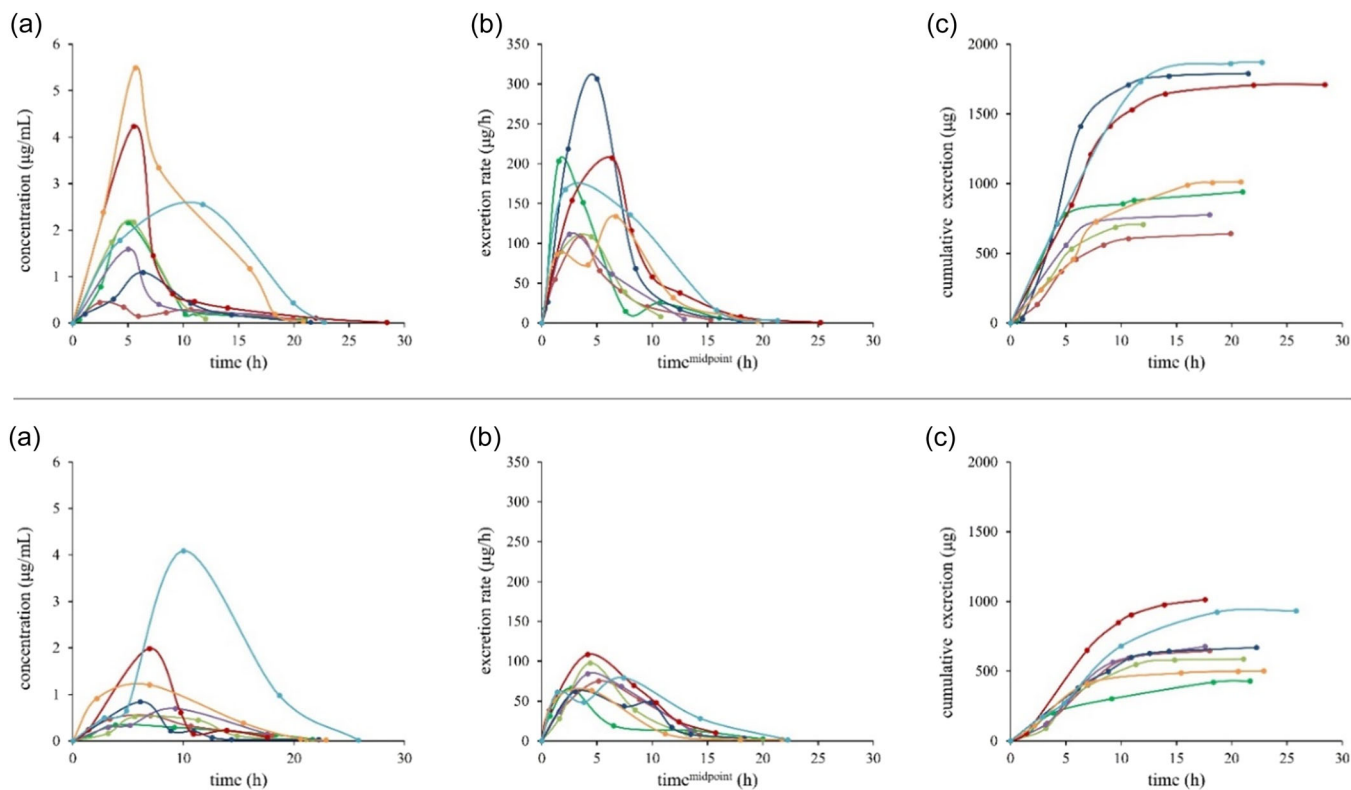 (a)
(b)
(c)
concentration (µg/mL)
6
5
4
3
2
1
0
0 5 10 15 20 25 30
time (h)
excretion rate (µg/h)
350
300
250
200
150
100
50
0
0 5 10 15 20 25 30
time^midpoint (h)
cumulative excretion (µg)
2000
1500
1000
500
0
0 5 10 15 20 25 30
time (h)
(a)
(b)
(c)
concentration (µg/mL)
6
5
4
3
2
1
0
0 10 20 30
time (h)
excretion rate (µg/h)
350
300
250
200
150
100
50
0
0 5 10 15 20 25 30
time^midpoint (h)
cumulative excretion (µg)
2000
1500
1000
500
0
0 5 10 15 20 25 30
time (h)